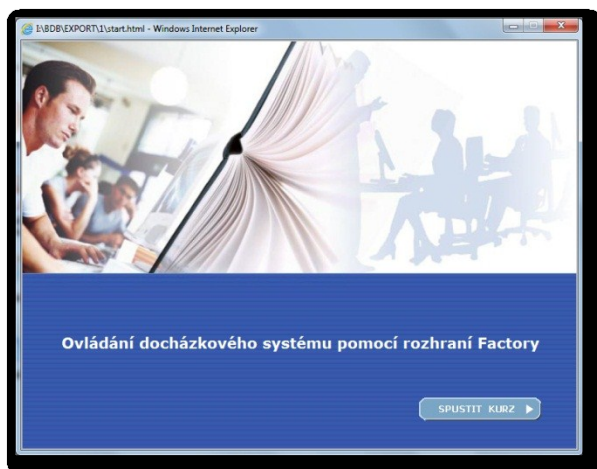 I:\BDB\EXPORT\1\start.html - Windows Internet Explorer
Ovládání docházkového systému pomocí rozhraní Factory
SPUSTIT KURZ